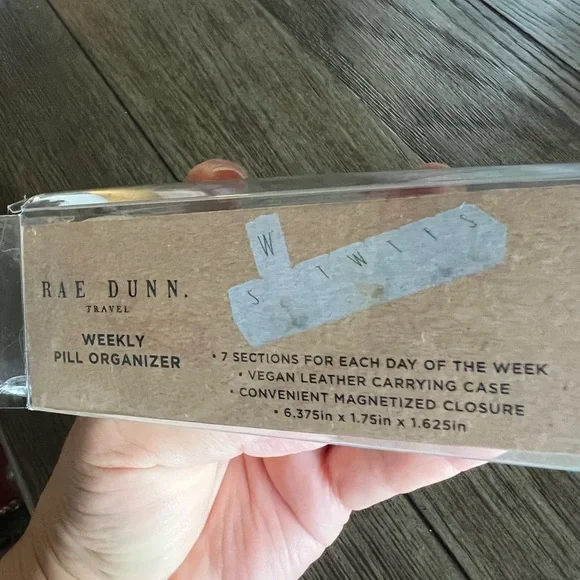 W
S T W T F S
RAE DUNN.
TRAVEL
WEEKLY
PILL ORGANIZER
• 7 SECTIONS FOR EACH DAY OF THE WEEK
• VEGAN LEATHER CARRYING CASE
• CONVENIENT MAGNETIZED CLOSURE
• 6.375in x 1.75in x 1.625in